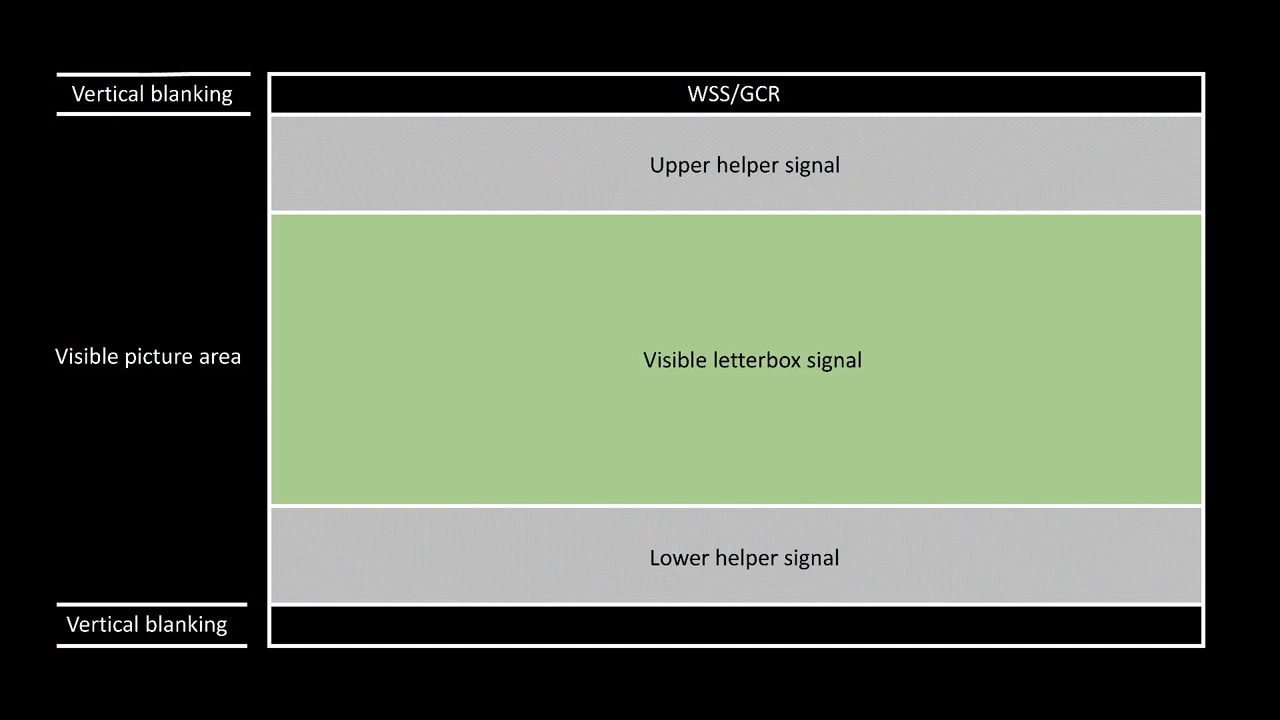 Vertical blanking
WSS/GCR
Upper helper signal
Visible picture area
Visible letterbox signal
Lower helper signal
Vertical blanking